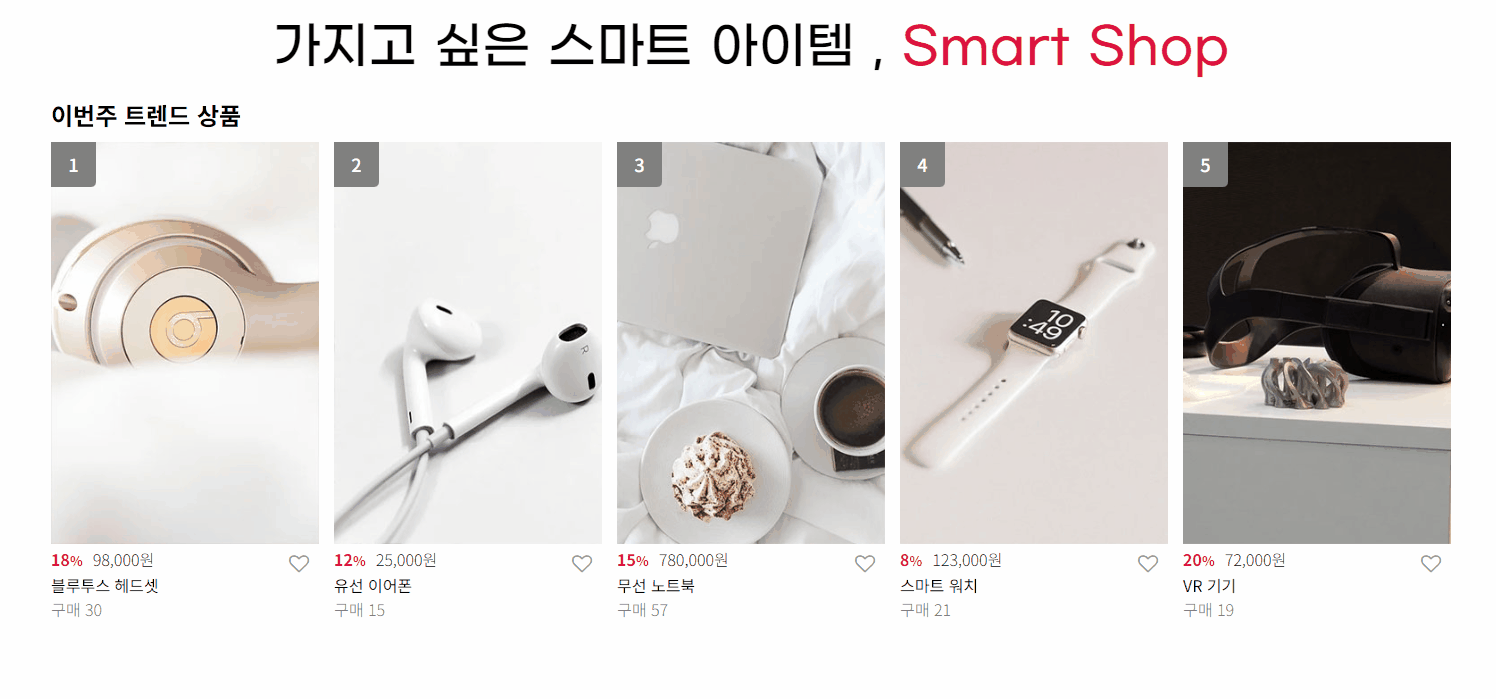 가지고 싶은 스마트 아이템 , Smart Shop
이번주 트렌드 상품
1
2
3
4
5
10
:49
R
18% 98,000원
블루투스 헤드셋
구매 30
12% 25,000원
유선 이어폰
구매 15
15% 780,000원
무선 노트북
구매 57
8% 123,000원
스마트 워치
구매 21
20% 72,000원
VR 기기
구매 19